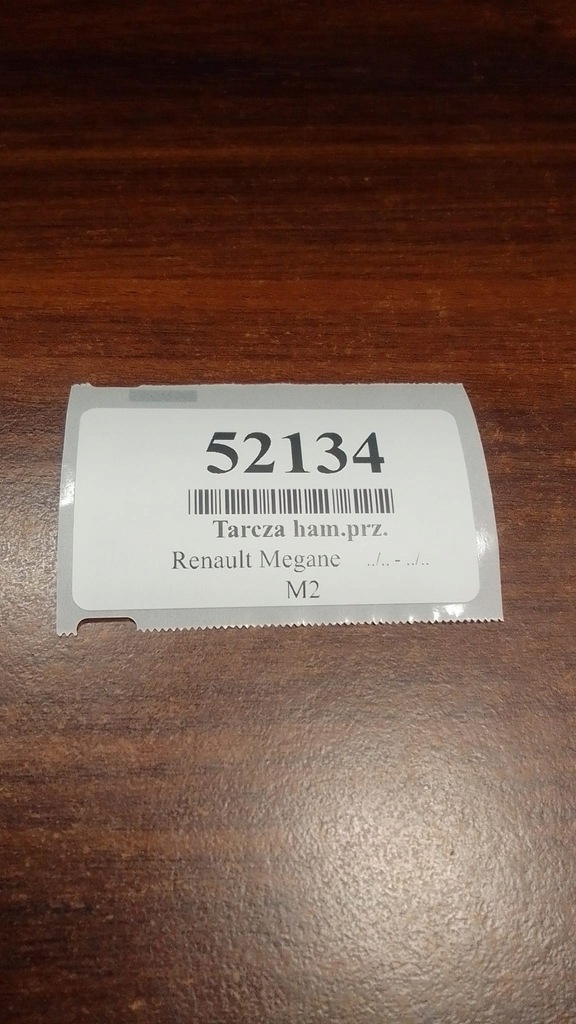 52134
Tarcza ham.prz.
Renault Megane ../.. - ../..
M2